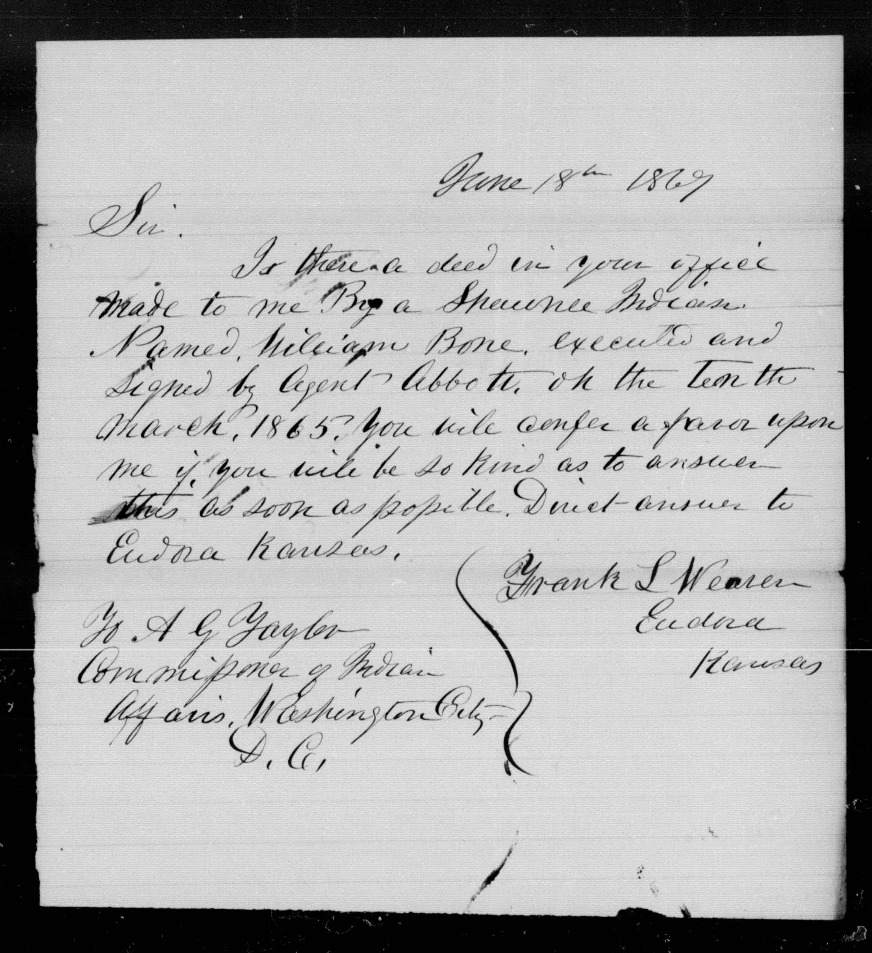 June 18th 1867
Sir.
Is there a deed in your office
made to me By a Shawnee Indian
Named, William Bone, executed and
signed by Agent Abbott, on the tenth
March, 1865? You will confer a favor upon
me if you will be so kind as to answer
this as soon as possible. Direct answer to
Eudora Kansas.
Frank L Weaver
Eudora
Kansas
To A G Taylor
Commissioner of Indian
Affairs, Washington City
D. C.